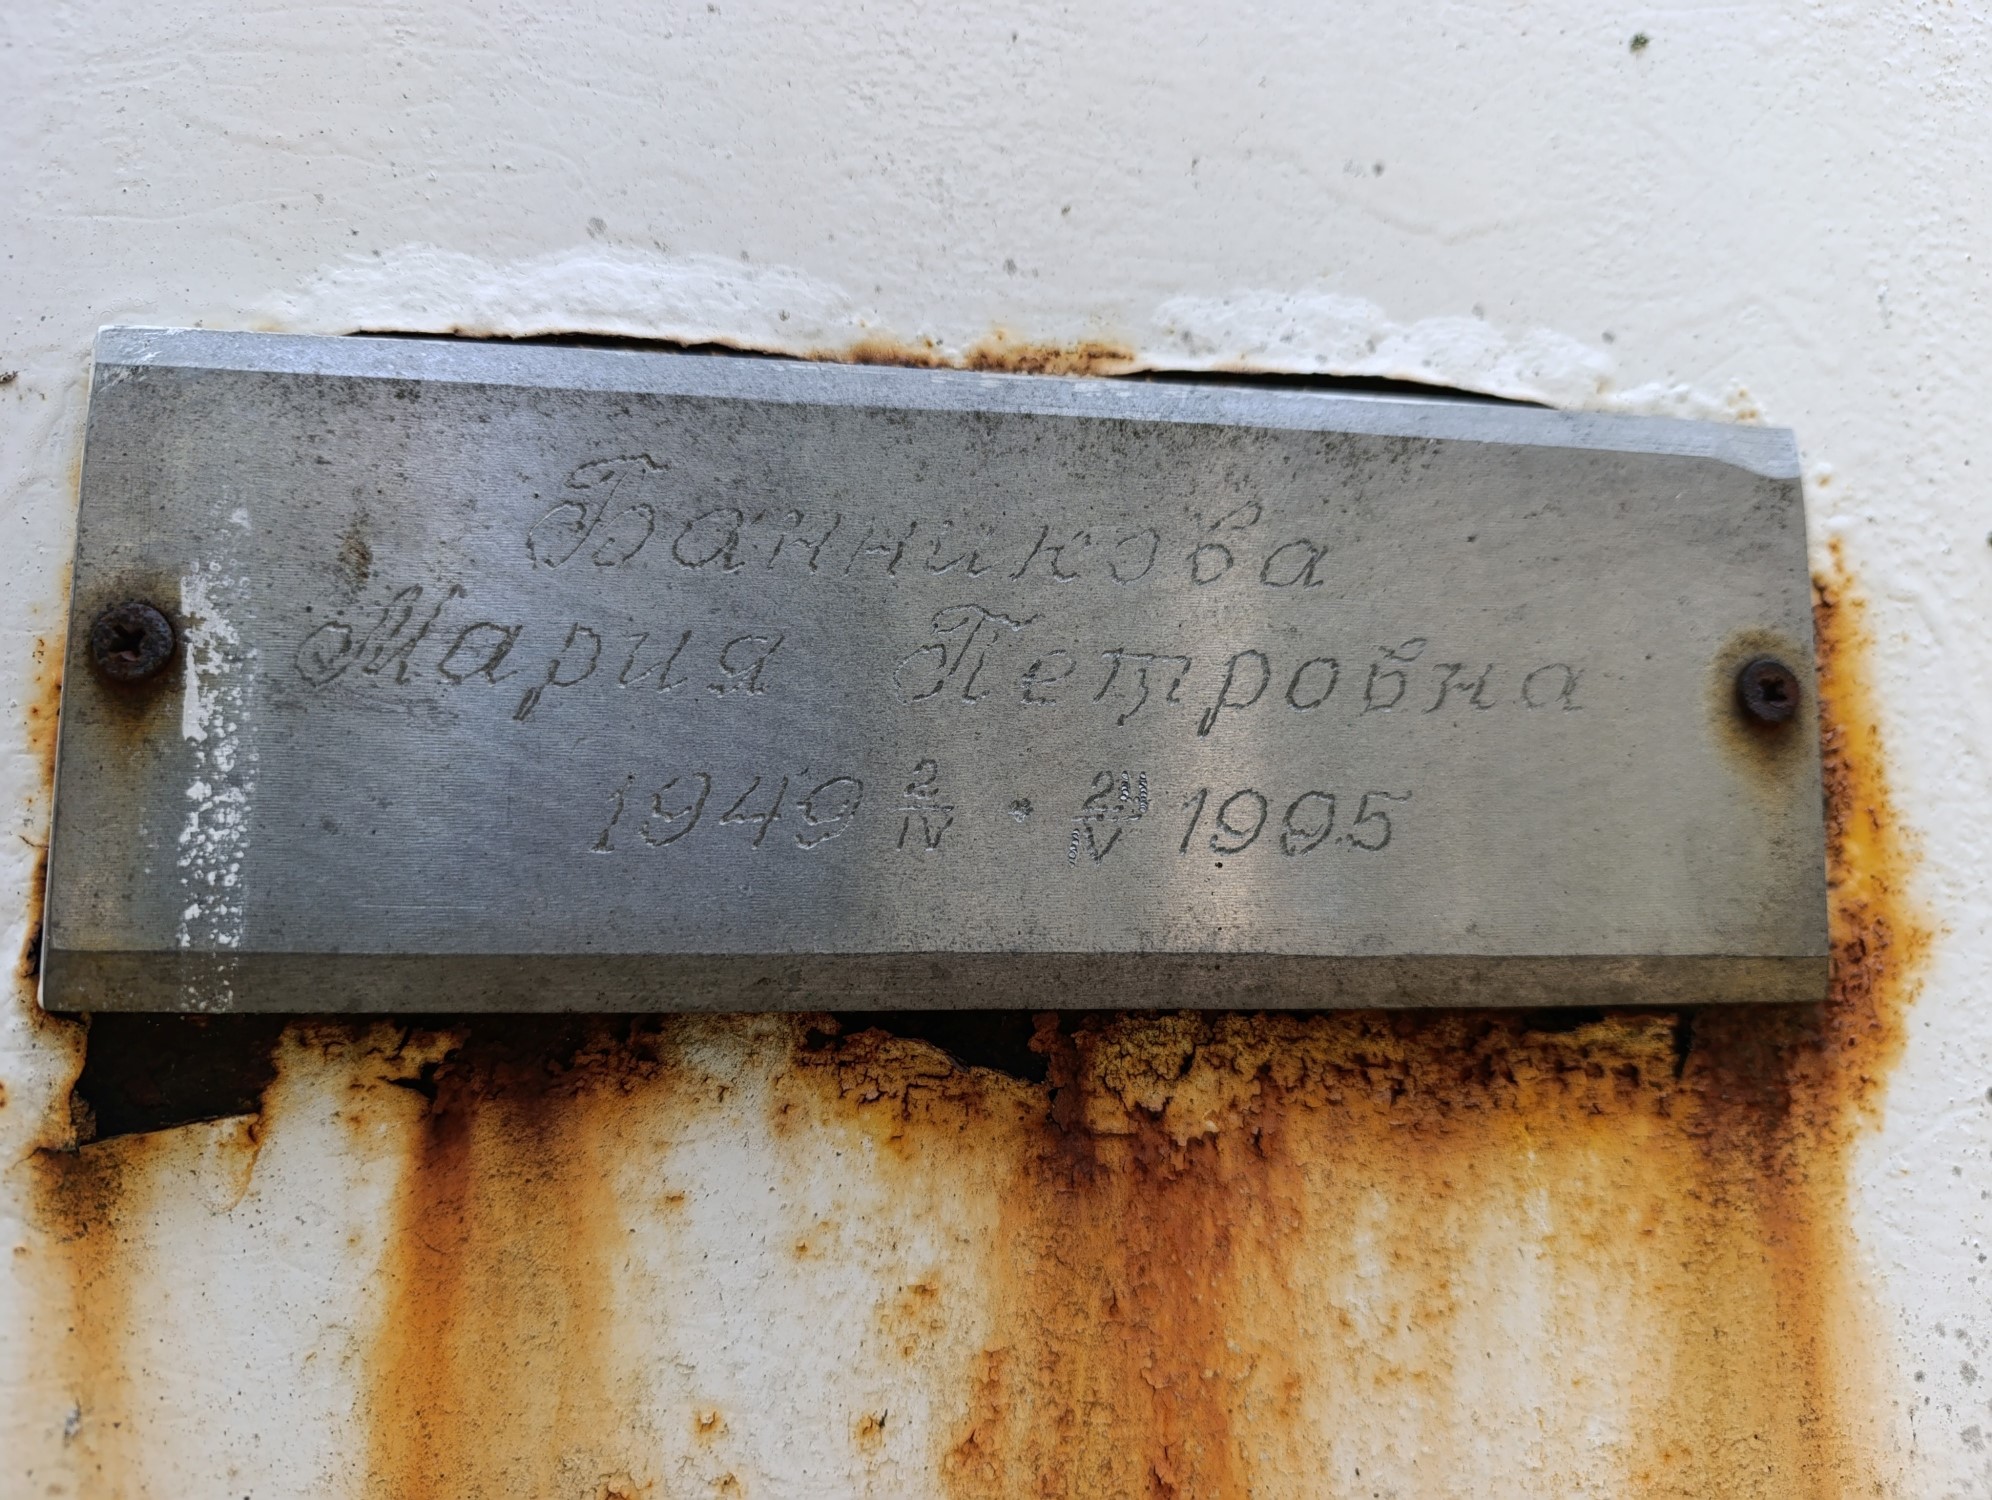 Банникова
Мария Петровна
1949 2/IV • 1995